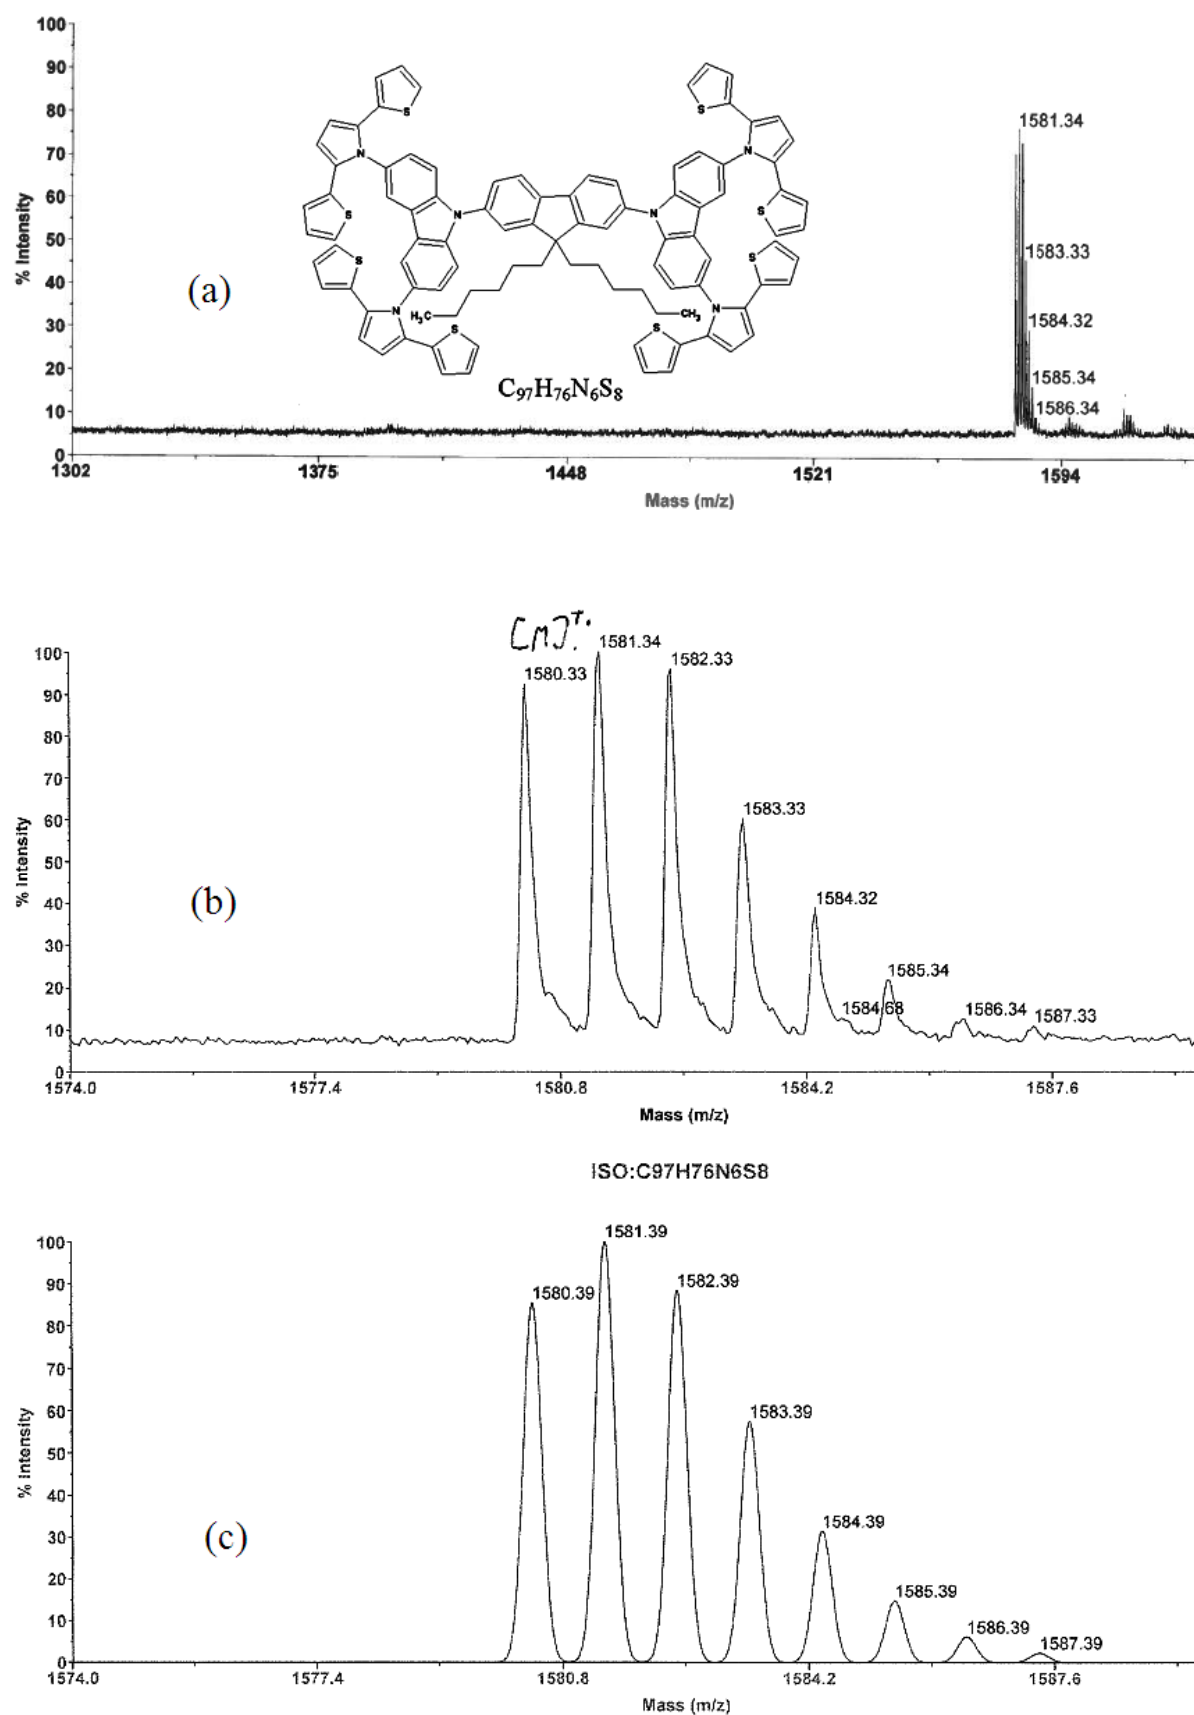 100
90
80
70
60
50
40
30
20
10
0
% Intensity
(a)
S
S
N
S
S
N
N
S
S
N
N
S
S
N
H₃C
CH₃
C₉₇H₇₆N₆S₈
1581.34
1583.33
1584.32
1585.34
1586.34
1302 1375 1448 1521 1594
Mass (m/z)
[M]⁺·
100
90
80
70
60
50
40
30
20
10
0
% Intensity
(b)
1580.33
1581.34
1582.33
1583.33
1584.32
1584.68
1585.34
1586.34
1587.33
1574.0 1577.4 1580.8 1584.2 1587.6
Mass (m/z)
ISO:C97H76N6S8
100
90
80
70
60
50
40
30
20
10
0
% Intensity
(c)
1580.39
1581.39
1582.39
1583.39
1584.39
1585.39
1586.39
1587.39
1574.0 1577.4 1580.8 1584.2 1587.6
Mass (m/z)